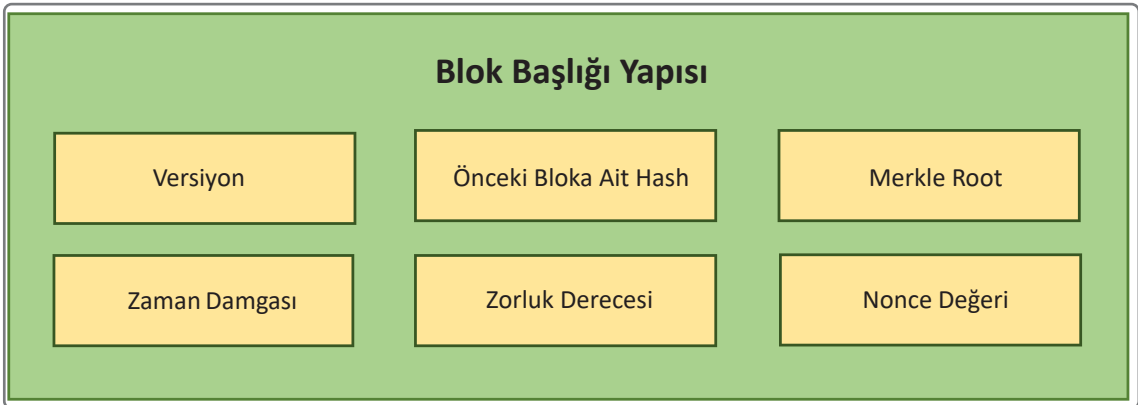 Blok Başlığı Yapısı
Versiyon
Önceki Bloka Ait Hash
Merkle Root
Zaman Damgası
Zorluk Derecesi
Nonce Değeri